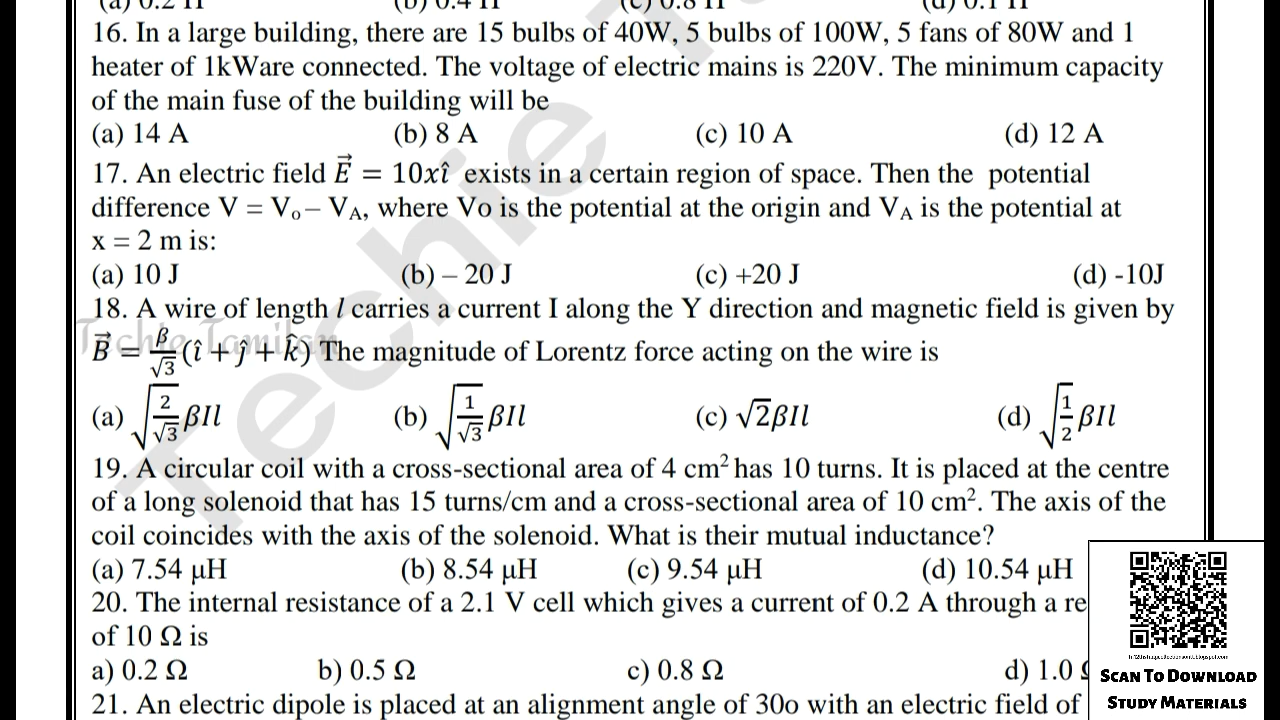 (a) 0.2 H (b) 0.4 H (c) 0.8 H (d) 0.1 H
16. In a large building, there are 15 bulbs of 40W, 5 bulbs of 100W, 5 fans of 80W and 1
heater of 1kWare connected. The voltage of electric mains is 220V. The minimum capacity
of the main fuse of the building will be
(a) 14 A (b) 8 A (c) 10 A (d) 12 A
17. An electric field E⃗ = 10xî exists in a certain region of space. Then the potential
difference V = Vₒ – V_A, where Vo is the potential at the origin and V_A is the potential at
x = 2 m is:
(a) 10 J (b) – 20 J (c) +20 J (d) -10J
18. A wire of length l carries a current I along the Y direction and magnetic field is given by
B⃗ = β/√3 (î + ĵ + k̂) The magnitude of Lorentz force acting on the wire is
(a) √(2/√3) βIl (b) √(1/√3) βIl (c) √2βIl (d) √(1/2) βIl
19. A circular coil with a cross-sectional area of 4 cm² has 10 turns. It is placed at the centre
of a long solenoid that has 15 turns/cm and a cross-sectional area of 10 cm². The axis of the
coil coincides with the axis of the solenoid. What is their mutual inductance?
(a) 7.54 μH (b) 8.54 μH (c) 9.54 μH (d) 10.54 μH
20. The internal resistance of a 2.1 V cell which gives a current of 0.2 A through a re
of 10 Ω is
a) 0.2 Ω b) 0.5 Ω c) 0.8 Ω d) 1.0 Ω
21. An electric dipole is placed at an alignment angle of 30o with an electric field of
Techie Tamilan
Techie T
SCAN TO DOWNLOAD
STUDY MATERIALS